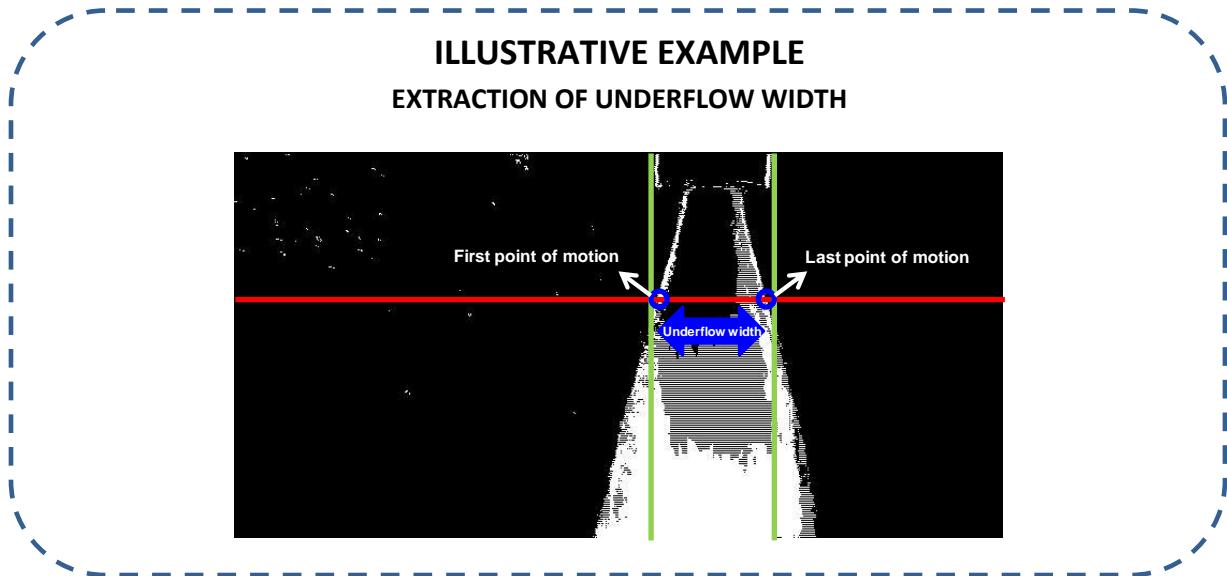 ILLUSTRATIVE EXAMPLE
EXTRACTION OF UNDERFLOW WIDTH
First point of motion
Last point of motion
Underflow width